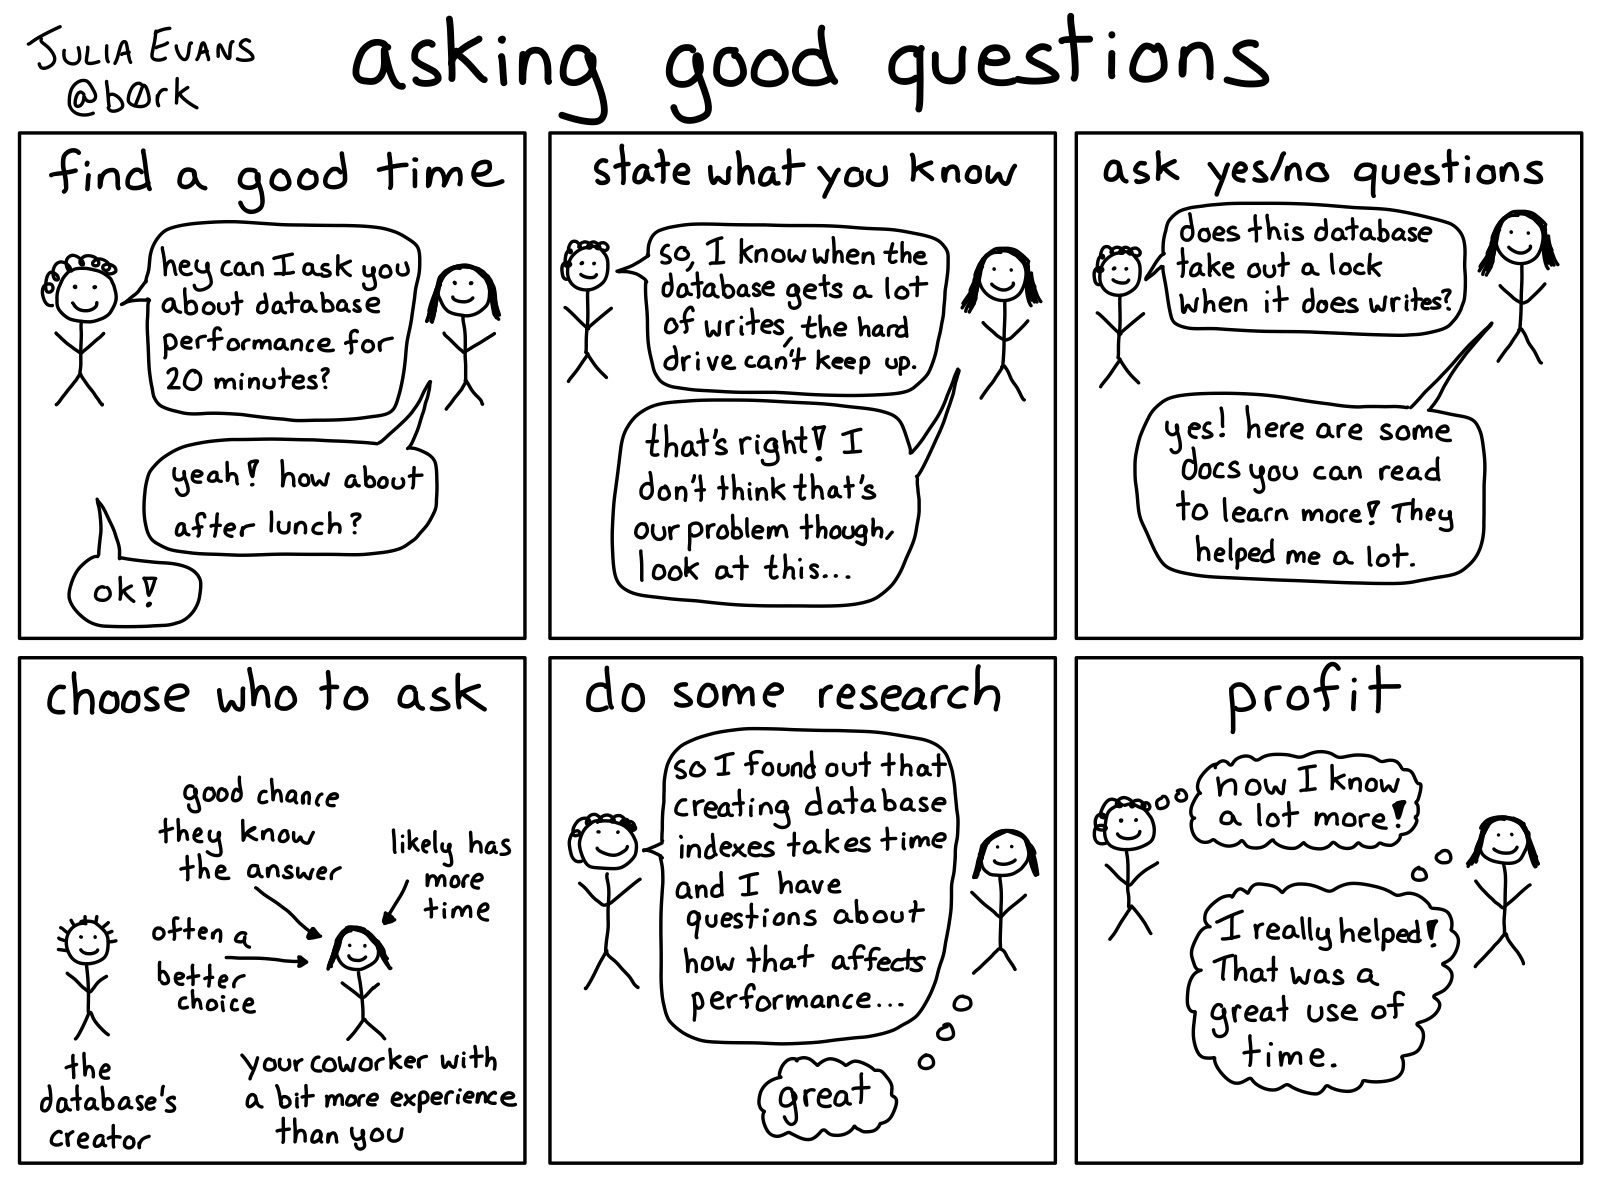 JULIA EVANS
@b0rk
asking good questions
find a good time
hey can I ask you
about database
performance for
20 minutes?
yeah! how about
after lunch?
ok!
state what you know
so, I know when the
database gets a lot
of writes, the hard
drive can't keep up.
that's right! I
don't think that's
our problem though,
look at this...
ask yes/no questions
does this database
take out a lock
when it does writes?
yes! here are some
docs you can read
to learn more! They
helped me a lot.
choose who to ask
good chance
they know
the answer
likely has
more
time
often a
better
choice
the
database's
creator
your coworker with
a bit more experience
than you
do some research
so I found out that
creating database
indexes takes time
and I have
questions about
how that affects
performance...
great
profit
now I know
a lot more!
I really helped!
That was a
great use of
time.